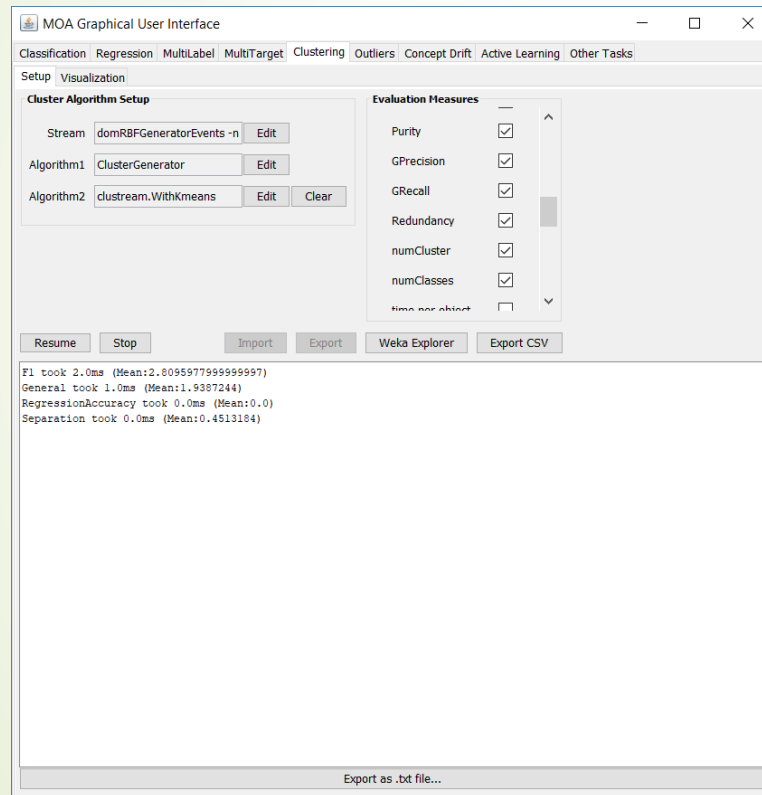 MOA Graphical User Interface
Classification Regression MultiLabel MultiTarget Clustering Outliers Concept Drift Active Learning Other Tasks
Setup Visualization
Cluster Algorithm Setup
Stream domRBFGeneratorEvents -n Edit
Algorithm1 ClusterGenerator Edit
Algorithm2 clustream.WithKmeans Edit Clear
Evaluation Measures
Purity
GPrecision
GRecall
Redundancy
numCluster
numClasses
time per object
Resume Stop Import Export Weka Explorer Export CSV
F1 took 2.0ms (Mean:2.8095977999999997)
General took 1.0ms (Mean:1.9387244)
RegressionAccuracy took 0.0ms (Mean:0.0)
Separation took 0.0ms (Mean:0.4513184)
Export as .txt file...